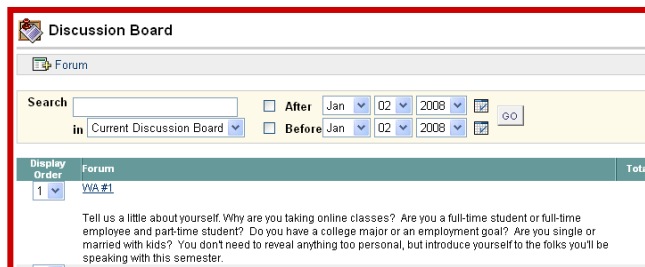 Discussion Board
Forum
Search
After Jan 02 2008
GO
in Current Discussion Board
Before Jan 02 2008
Display Order
Forum
1
WA #1
Tell us a little about yourself. Why are you taking online classes? Are you a full-time student or full-time
employee and part-time student? Do you have a college major or an employment goal? Are you single or
married with kids? You don't need to reveal anything too personal, but introduce yourself to the folks you'll be
speaking with this semester.